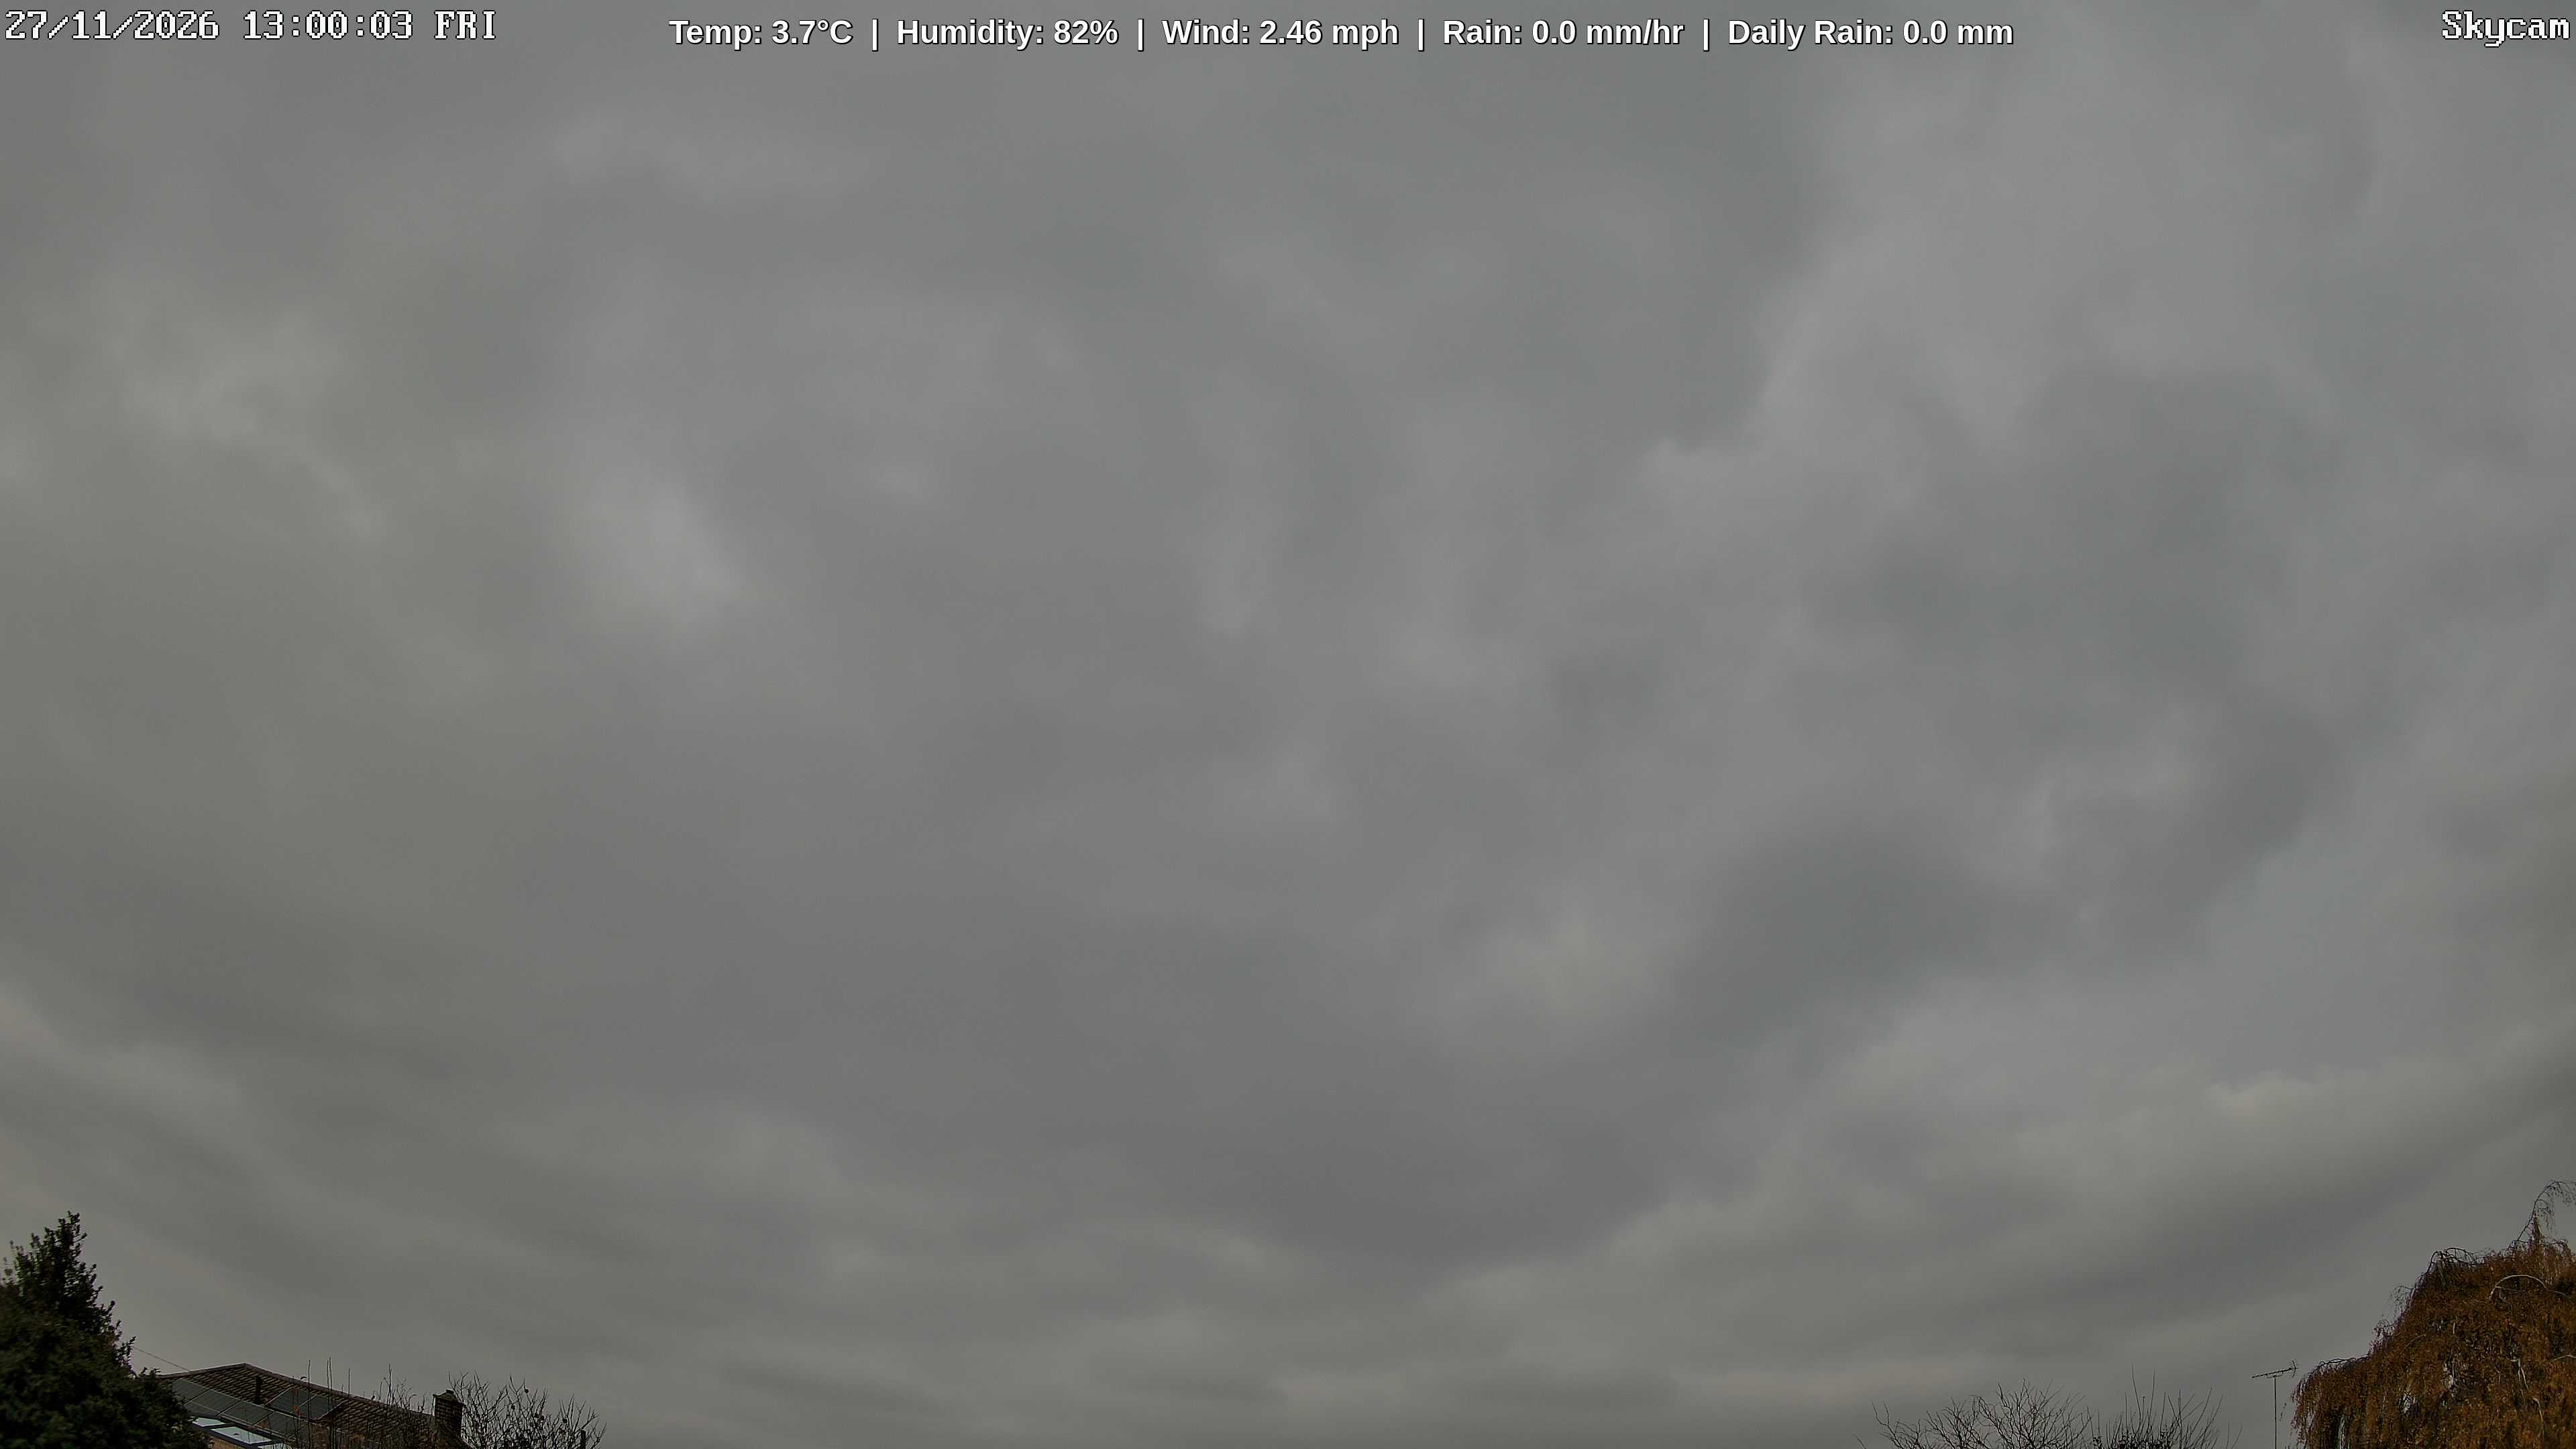 27/11/2026 13:00:03 FRI
Temp: 3.7°C | Humidity: 82% | Wind: 2.46 mph | Rain: 0.0 mm/hr | Daily Rain: 0.0 mm
Skycam